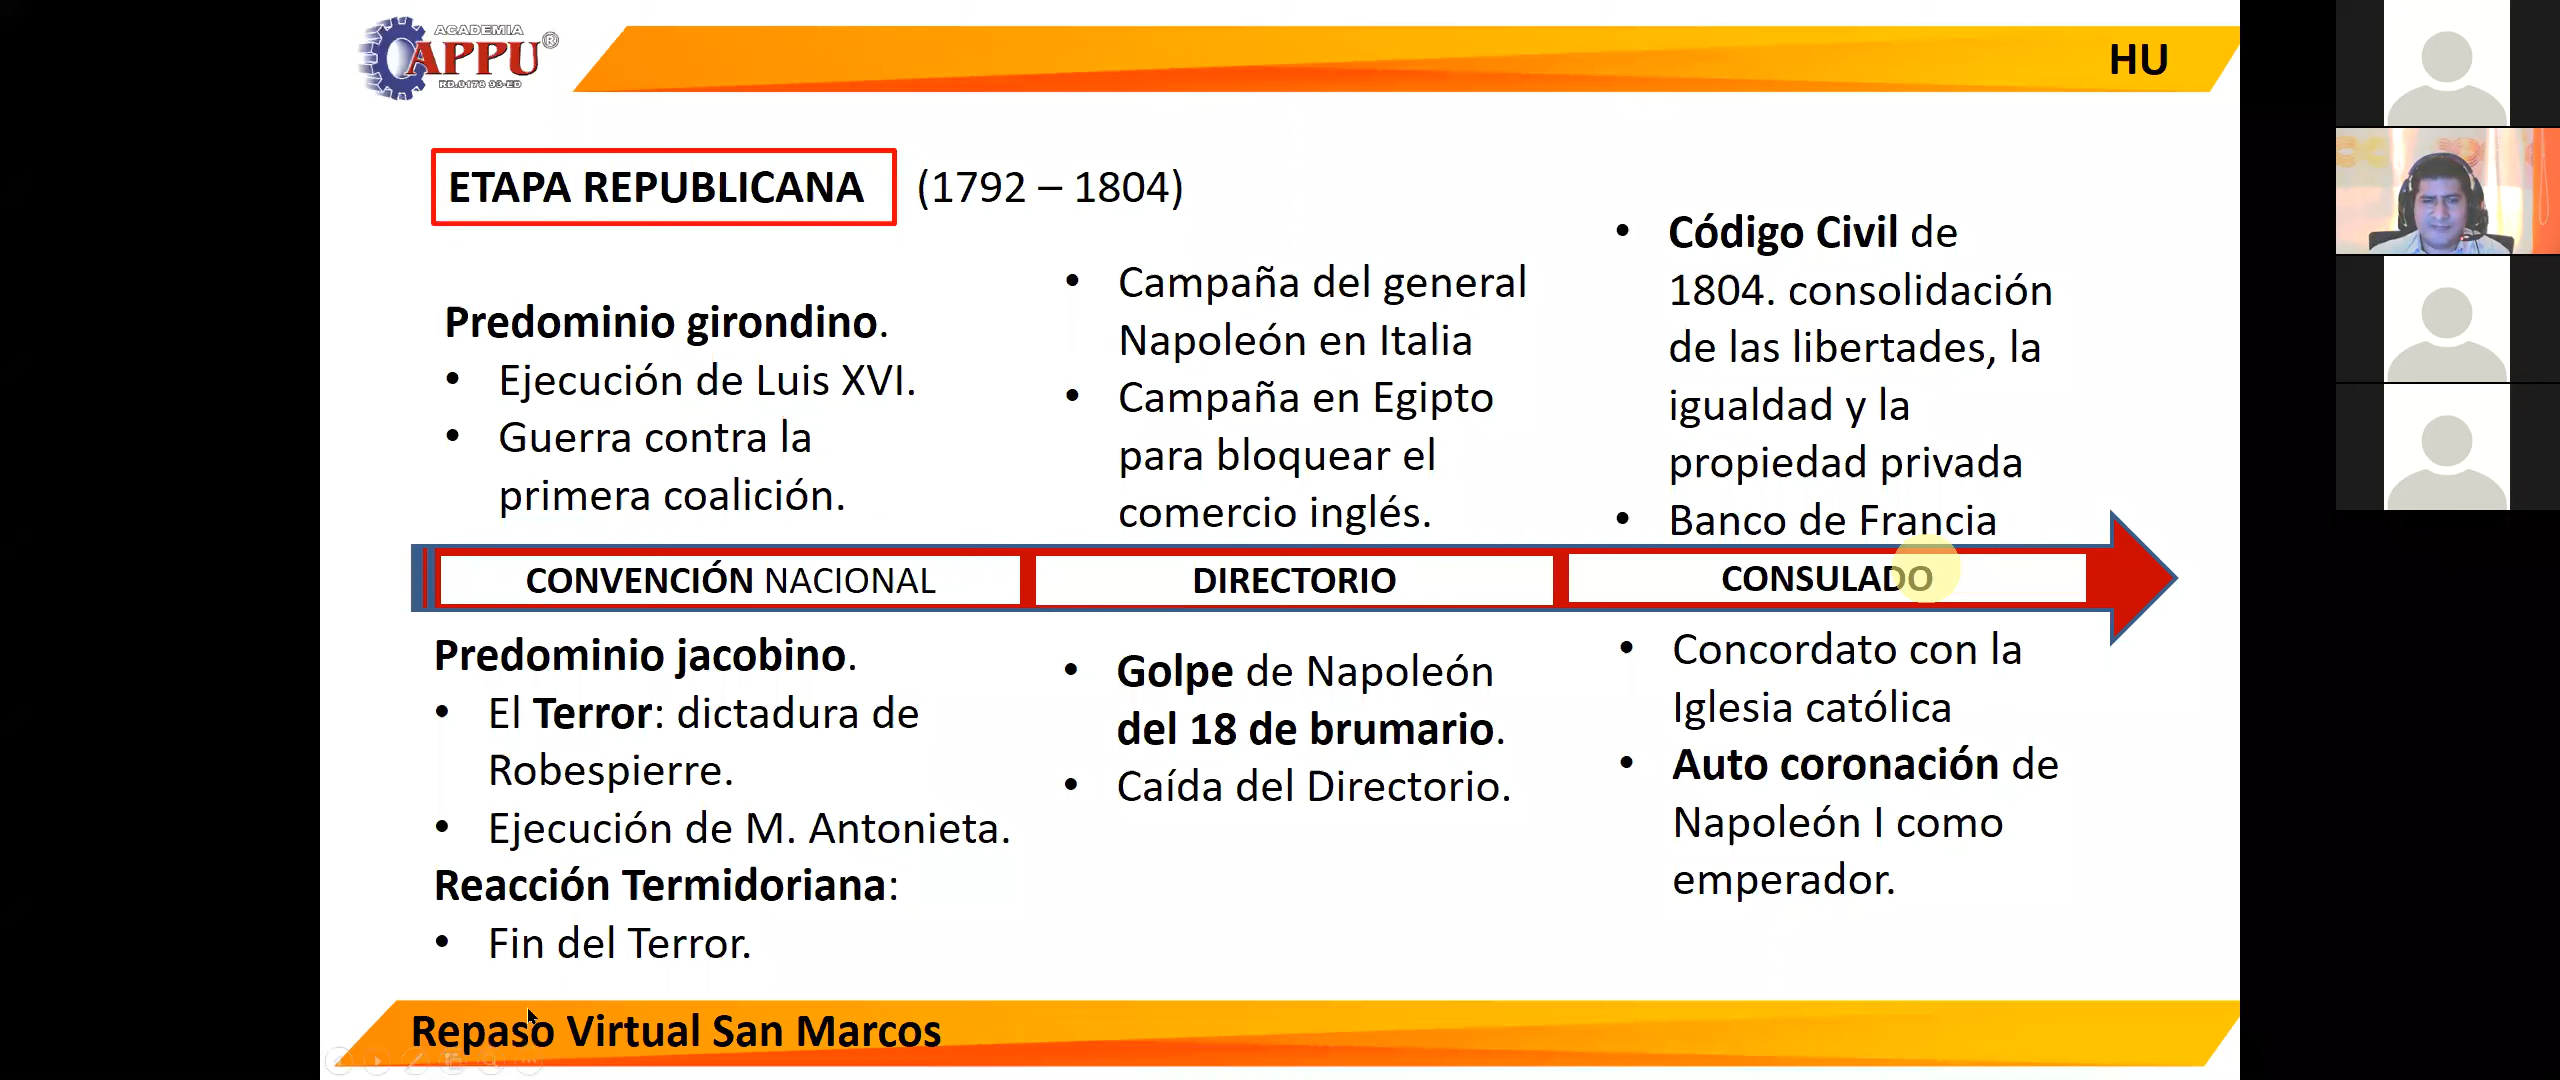 ACADEMIA
APPU®
RD.0178 93-ED
HU
ETAPA REPUBLICANA (1792 – 1804)
Predominio girondino.
• Ejecución de Luis XVI.
• Guerra contra la
primera coalición.
• Campaña del general
Napoleón en Italia
• Campaña en Egipto
para bloquear el
comercio inglés.
• Código Civil de
1804. consolidación
de las libertades, la
igualdad y la
propiedad privada
• Banco de Francia
CONVENCIÓN NACIONAL
DIRECTORIO
CONSULADO
Predominio jacobino.
• El Terror: dictadura de
Robespierre.
• Ejecución de M. Antonieta.
Reacción Termidoriana:
• Fin del Terror.
• Golpe de Napoleón
del 18 de brumario.
• Caída del Directorio.
• Concordato con la
Iglesia católica
• Auto coronación de
Napoleón I como
emperador.
Repaso Virtual San Marcos